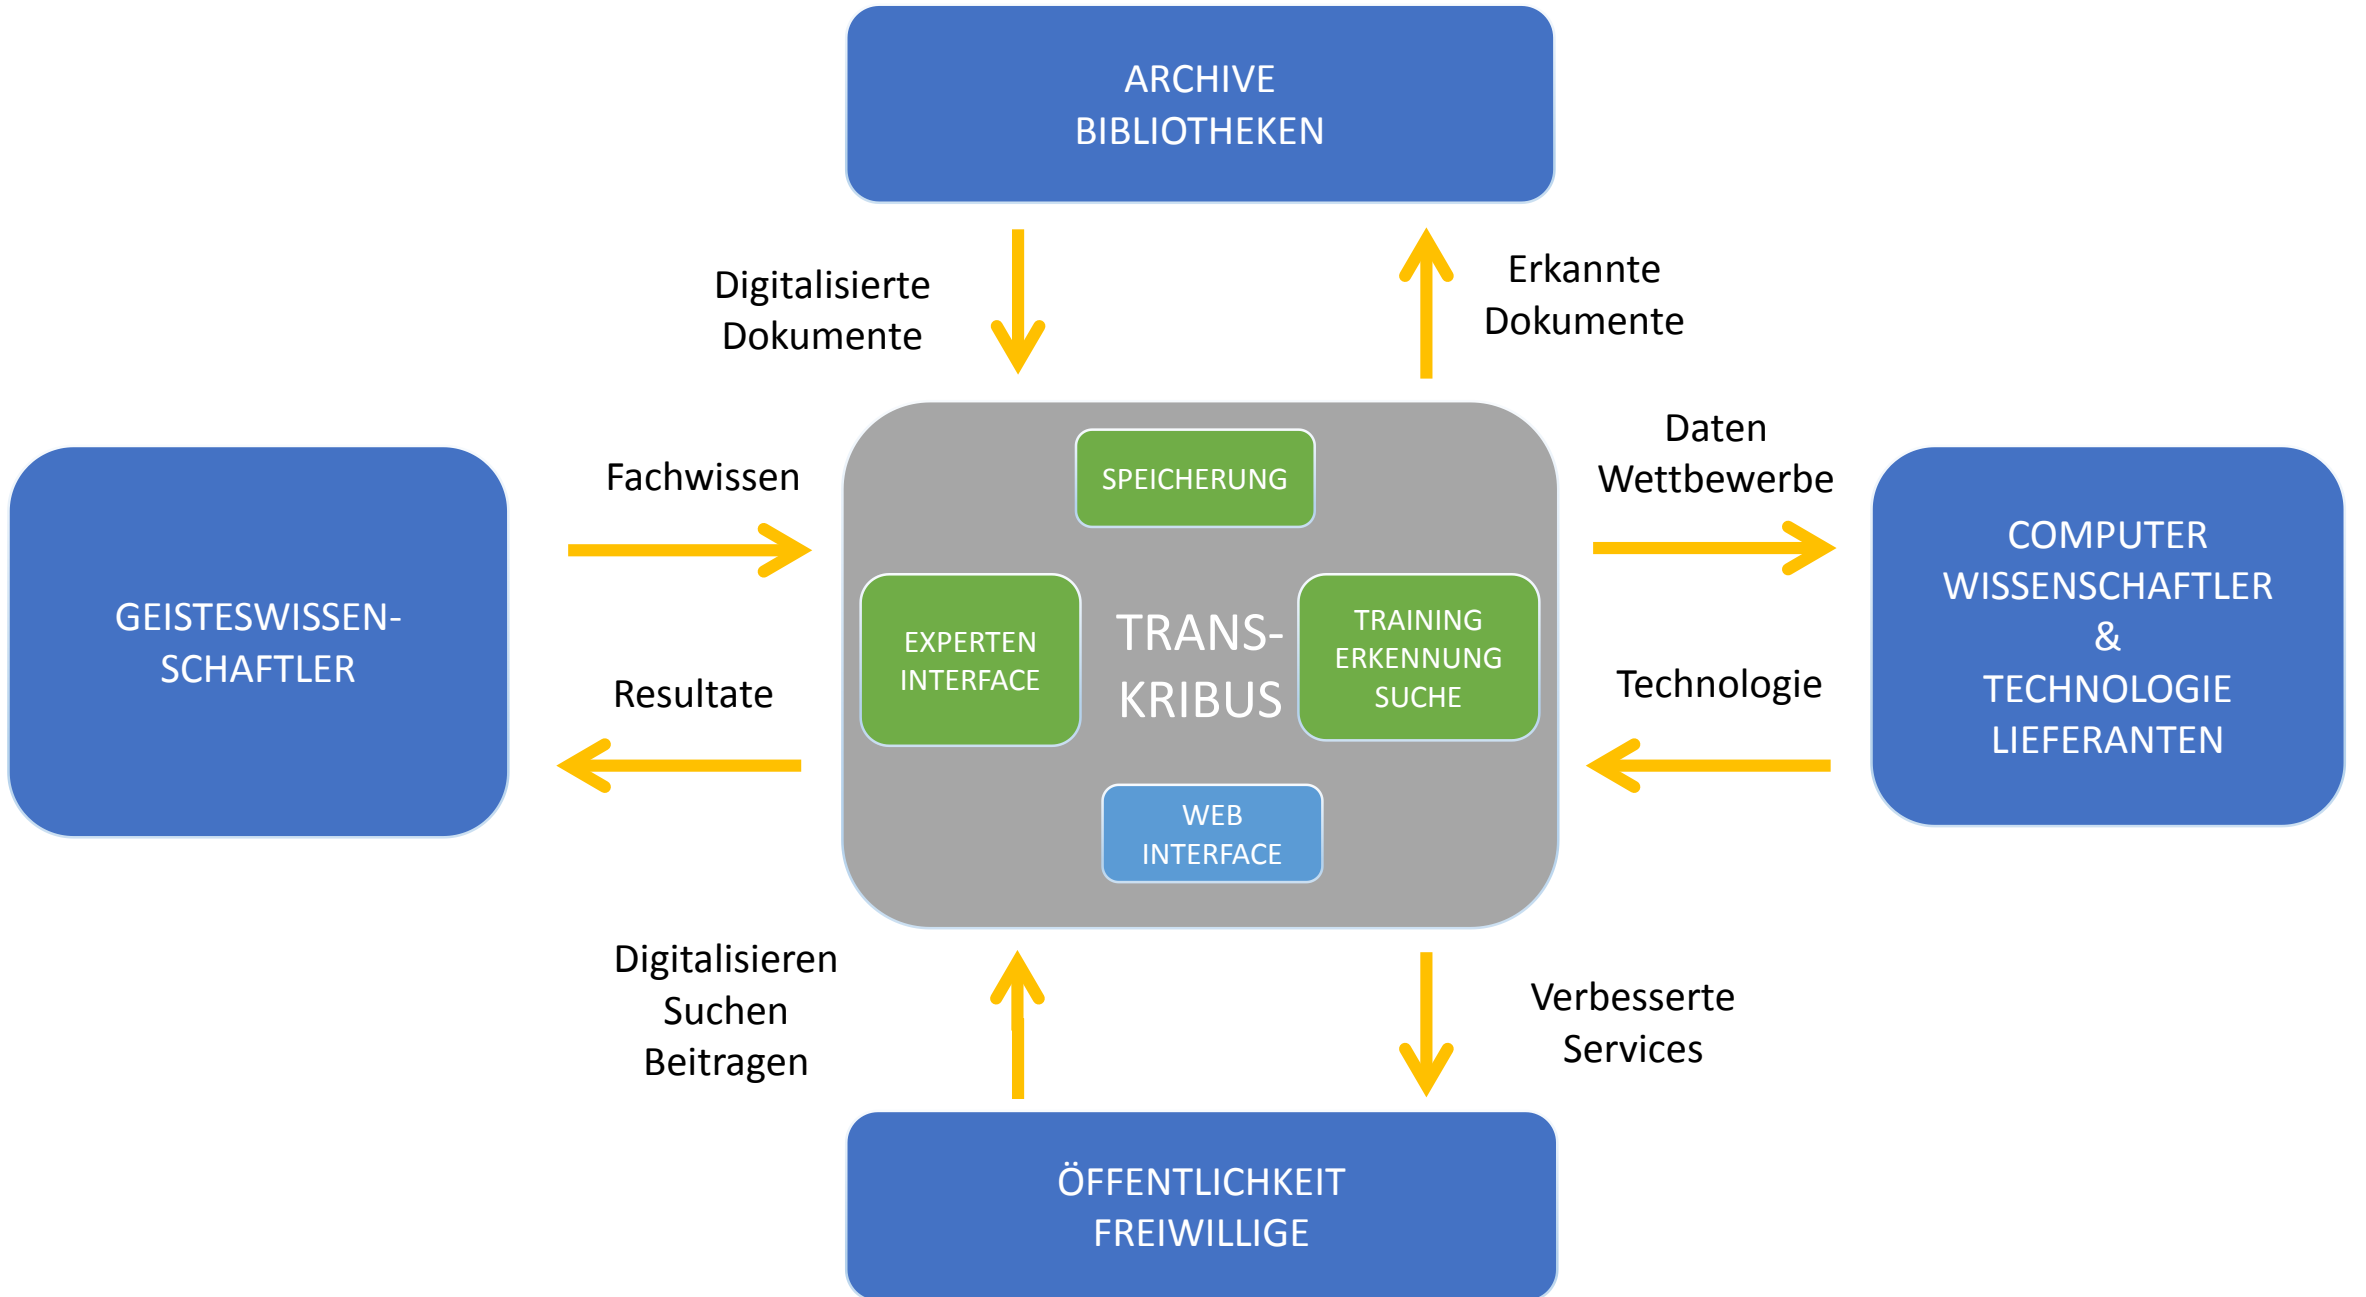 ARCHIVE
BIBLIOTHEKEN
Digitalisierte
Dokumente
Erkannte
Dokumente
GEISTESWISSEN-
SCHAFTLER
Fachwissen
Resultate
SPEICHERUNG
EXPERTEN
INTERFACE
TRANS-
KRIBUS
TRAINING
ERKENNUNG
SUCHE
WEB
INTERFACE
Daten
Wettbewerbe
Technologie
COMPUTER
WISSENSCHAFTLER
&
TECHNOLOGIE
LIEFERANTEN
Digitalisieren
Suchen
Beitragen
Verbesserte
Services
ÖFFENTLICHKEIT
FREIWILLIGE